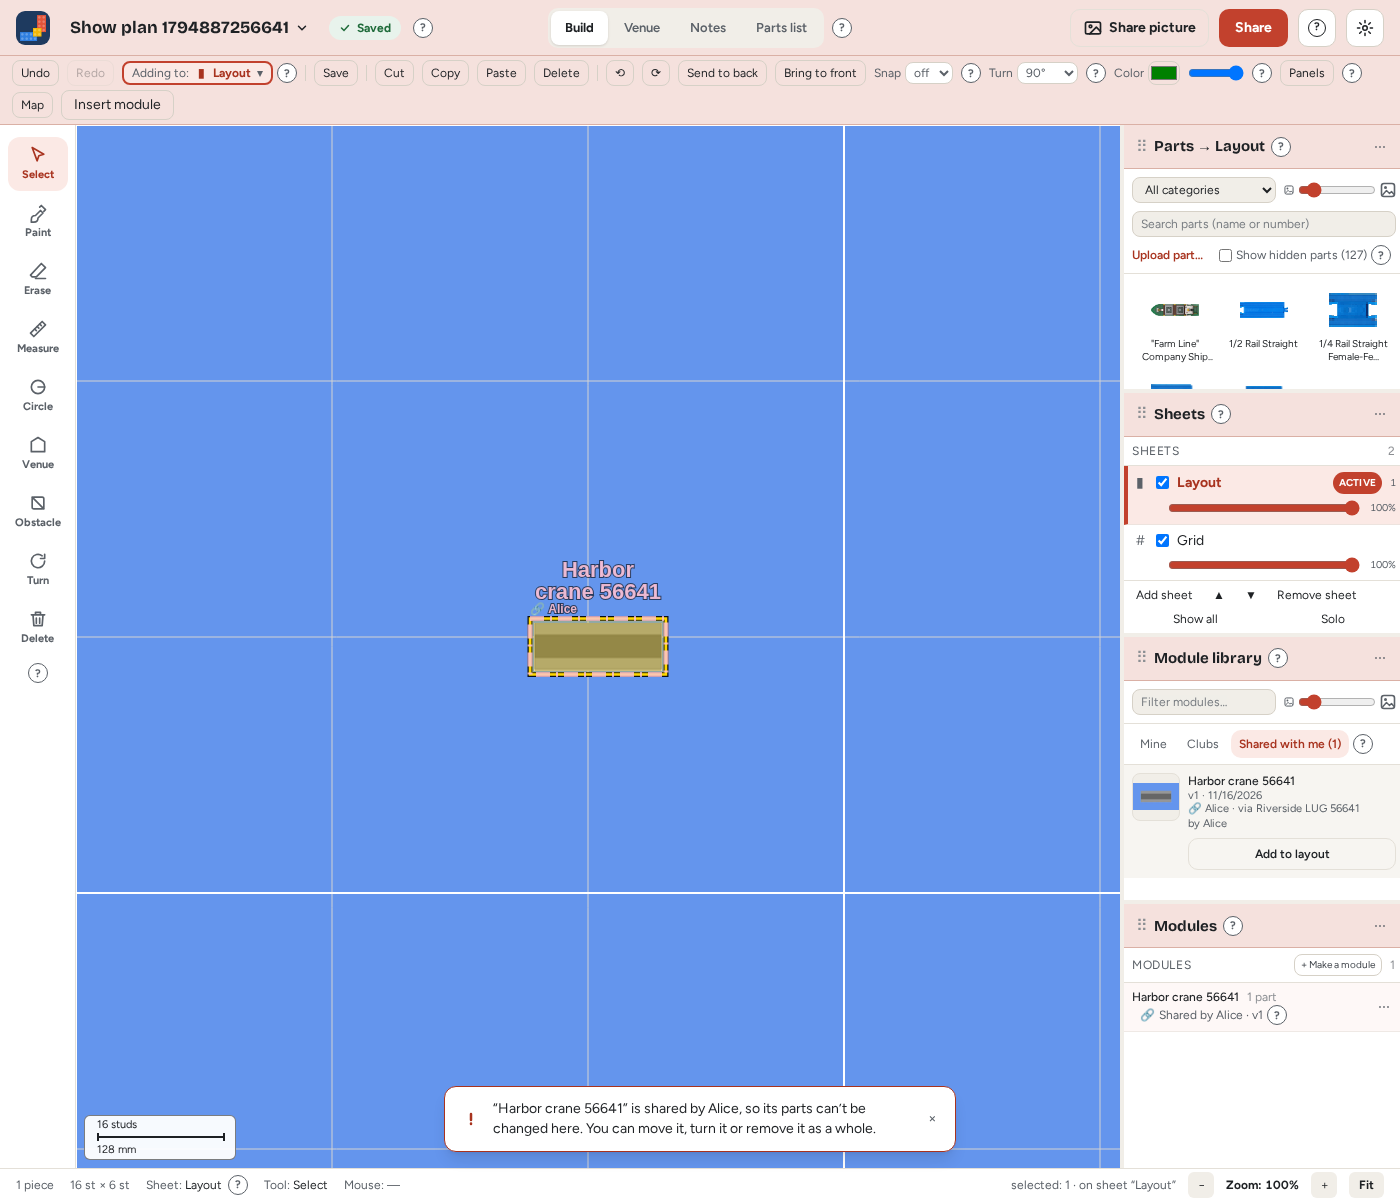 Show plan 1794887256641
Saved
?
Build
Venue
Notes
Parts list
?
Share picture
Share
?
Undo
Redo
Adding to: Layout ▾
?
Save
Cut
Copy
Paste
Delete
⟲
⟳
Send to back
Bring to front
Snap off
?
Turn 90°
?
Color
?
Panels
?
Map
Insert module
Select
Paint
Erase
Measure
Circle
Venue
Obstacle
Turn
Delete
?
Harbor
crane 56641
🔗 Alice
16 studs
128 mm
! “Harbor crane 56641” is shared by Alice, so its parts can’t be
changed here. You can move it, turn it or remove it as a whole.
×
Parts → Layout ? ···
All categories
Search parts (name or number)
Upload part... Show hidden parts (127) ?
"Farm Line"
Company Ship...
1/2 Rail Straight
1/4 Rail Straight
Female-Fe...
Sheets ? ···
SHEETS 2
Layout ACTIVE 1
100%
# Grid
100%
Add sheet ▲ ▼ Remove sheet
Show all Solo
Module library ? ···
Filter modules...
Mine Clubs Shared with me (1) ?
Harbor crane 56641
v1 · 11/16/2026
🔗 Alice · via Riverside LUG 56641
by Alice
Add to layout
Modules ? ···
MODULES + Make a module 1
Harbor crane 56641 1 part ···
🔗 Shared by Alice · v1 ?
1 piece 16 st × 6 st Sheet: Layout ? Tool: Select Mouse: —
selected: 1 · on sheet “Layout” − Zoom: 100% + Fit